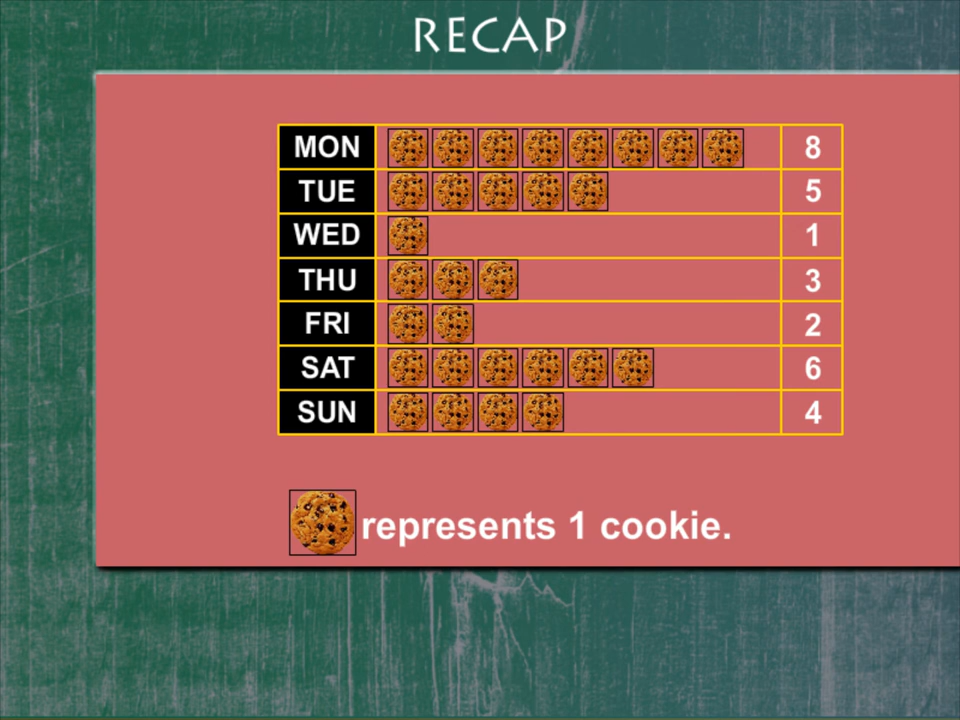 RECAP
MON 8
TUE 5
WED 1
THU 3
FRI 2
SAT 6
SUN 4
represents 1 cookie.